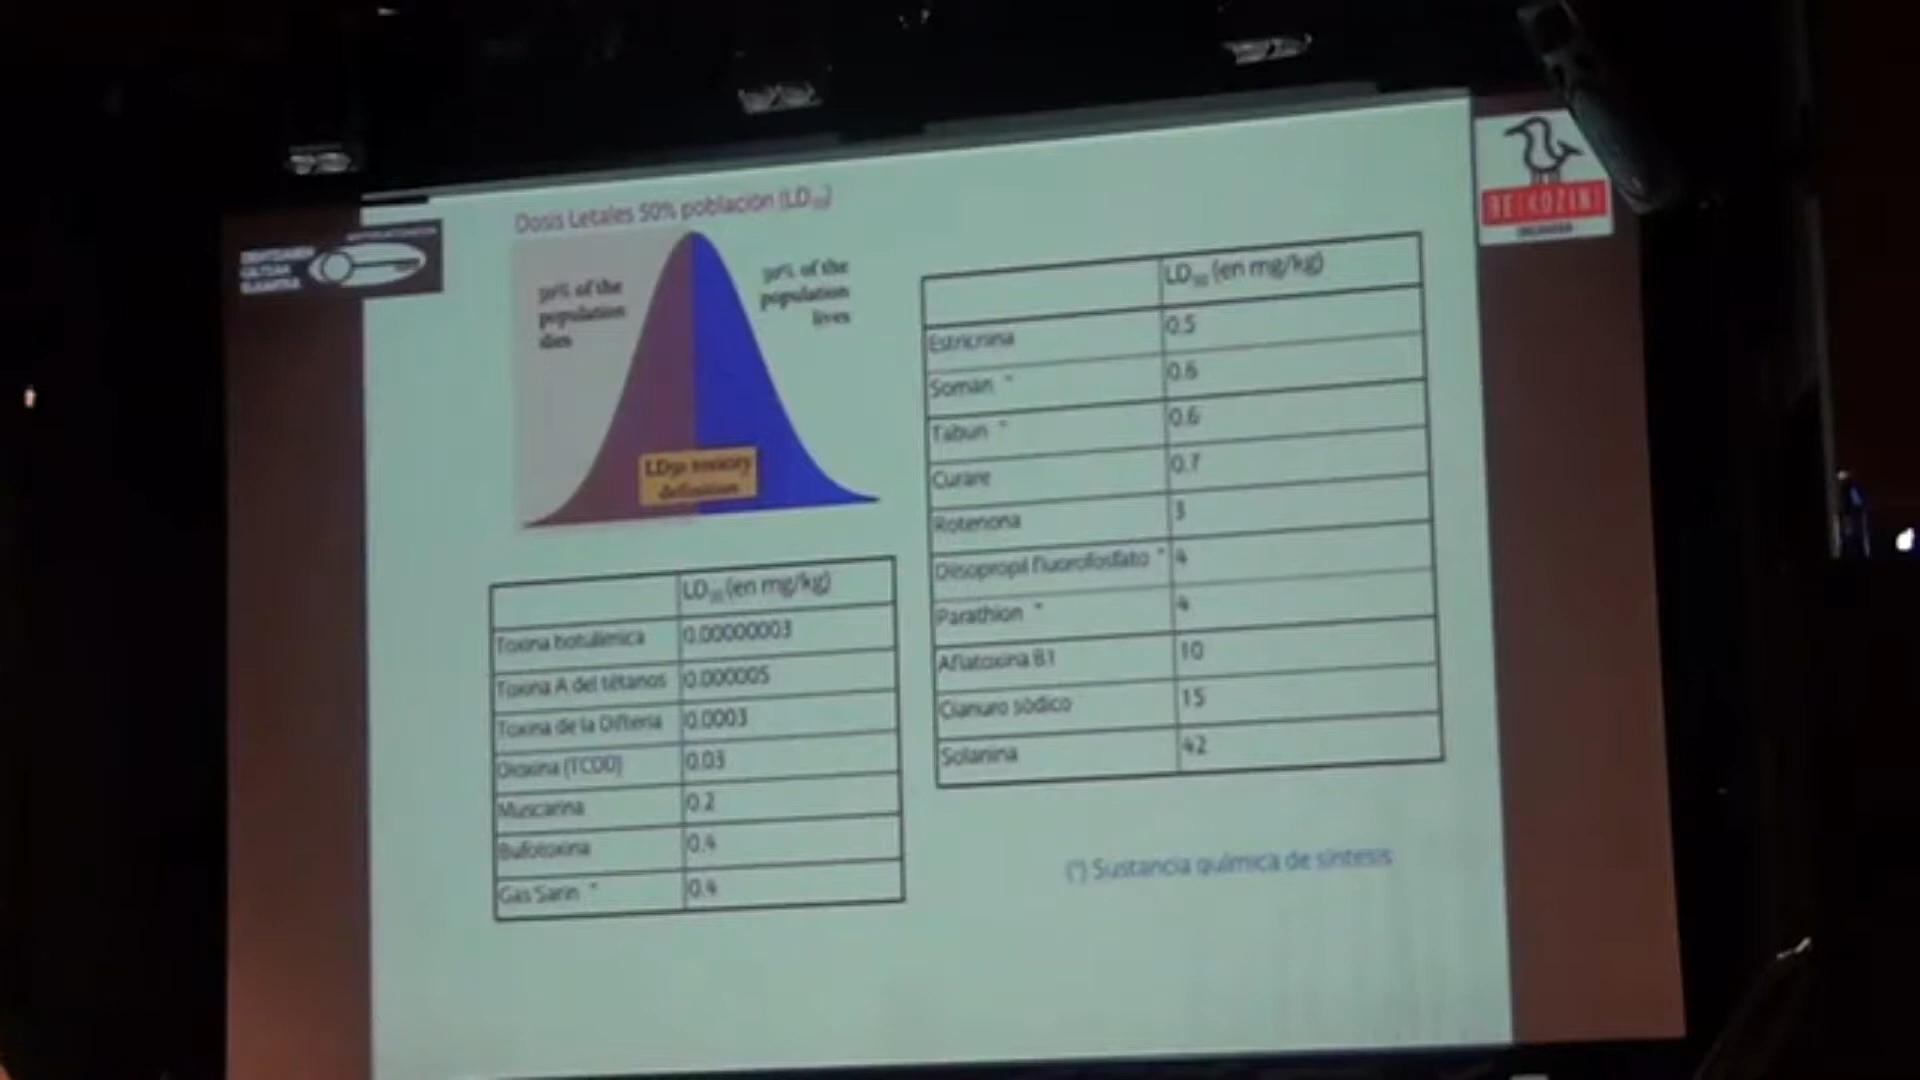 Dosis Letales 50% población (LD50)
50% of the
population
dies
50% of the
population
lives
LD50 toxicity
definition
LD50 (en mg/kg)
Toxina botulímica 0.00000003
Toxina A del tétanos 0.000005
Toxina de la Difteria 0.0003
Dioxina (TCDD) 0.03
Muscarina 0.2
Bufotoxina 0.4
Gas Sarin * 0.4
LD50 (en mg/kg)
Estricnina 0.5
Soman * 0.6
Tabun * 0.6
Curare 0.7
Rotenona 3
Diisopropil fluorofosfato * 4
Parathion * 4
Aflatoxina B1 10
Cianuro sódico 15
Solanina 42
(*) Sustancia química de síntesis